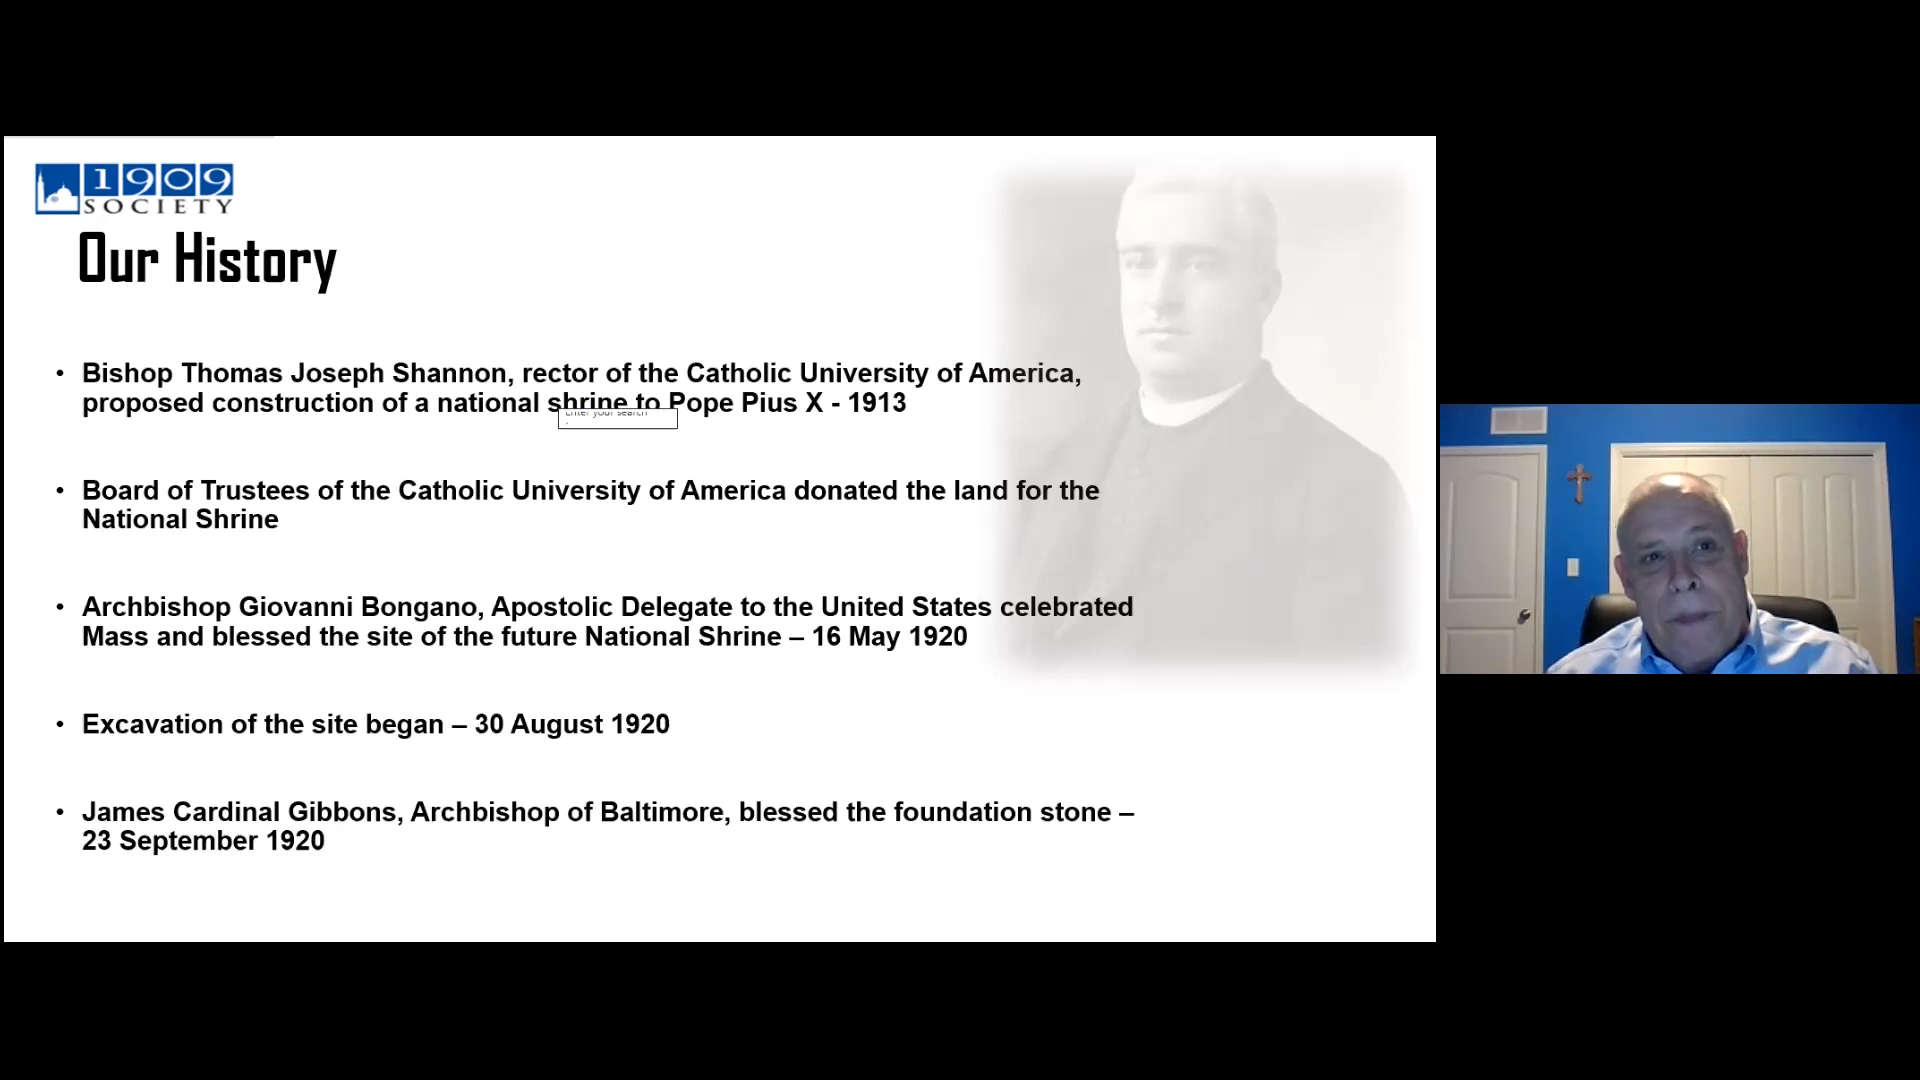 1909
SOCIETY
Our History
• Bishop Thomas Joseph Shannon, rector of the Catholic University of America,
proposed construction of a national shrine to Pope Pius X - 1913
Enter your search
• Board of Trustees of the Catholic University of America donated the land for the
National Shrine
• Archbishop Giovanni Bongano, Apostolic Delegate to the United States celebrated
Mass and blessed the site of the future National Shrine – 16 May 1920
• Excavation of the site began – 30 August 1920
• James Cardinal Gibbons, Archbishop of Baltimore, blessed the foundation stone –
23 September 1920